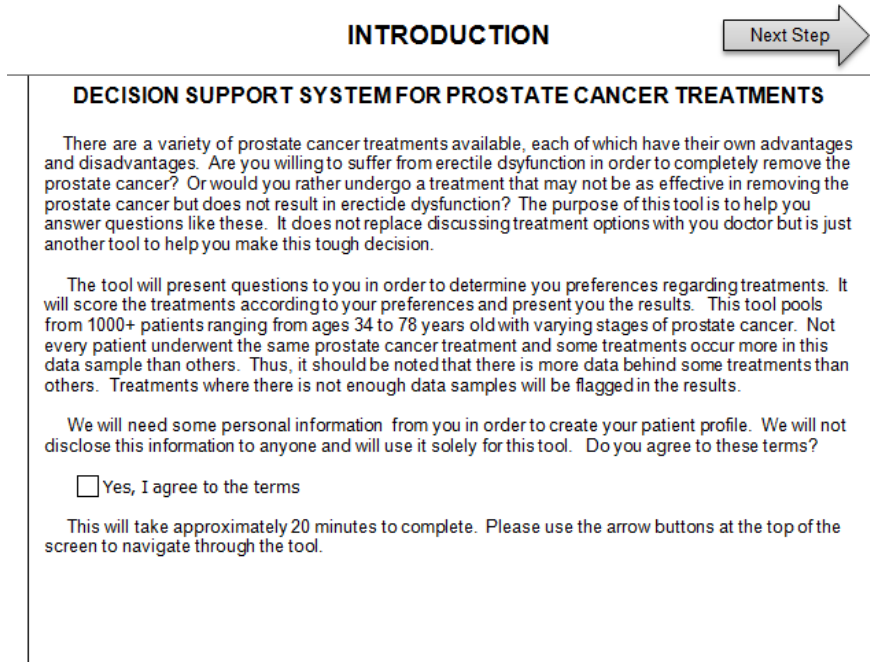 INTRODUCTION
Next Step
DECISION SUPPORT SYSTEM FOR PROSTATE CANCER TREATMENTS
There are a variety of prostate cancer treatments available, each of which have their own advantages
and disadvantages. Are you willing to suffer from erectile dsyfunction in order to completely remove the
prostate cancer? Or would you rather undergo a treatment that may not be as effective in removing the
prostate cancer but does not result in erecticle dysfunction? The purpose of this tool is to help you
answer questions like these. It does not replace discussing treatment options with you doctor but is just
another tool to help you make this tough decision.
The tool will present questions to you in order to determine you preferences regarding treatments. It
will score the treatments according to your preferences and present you the results. This tool pools
from 1000+ patients ranging from ages 34 to 78 years old with varying stages of prostate cancer. Not
every patient underwent the same prostate cancer treatment and some treatments occur more in this
data sample than others. Thus, it should be noted that there is more data behind some treatments than
others. Treatments where there is not enough data samples will be flagged in the results.
We will need some personal information from you in order to create your patient profile. We will not
disclose this information to anyone and will use it solely for this tool. Do you agree to these terms?
Yes, I agree to the terms
This will take approximately 20 minutes to complete. Please use the arrow buttons at the top of the
screen to navigate through the tool.